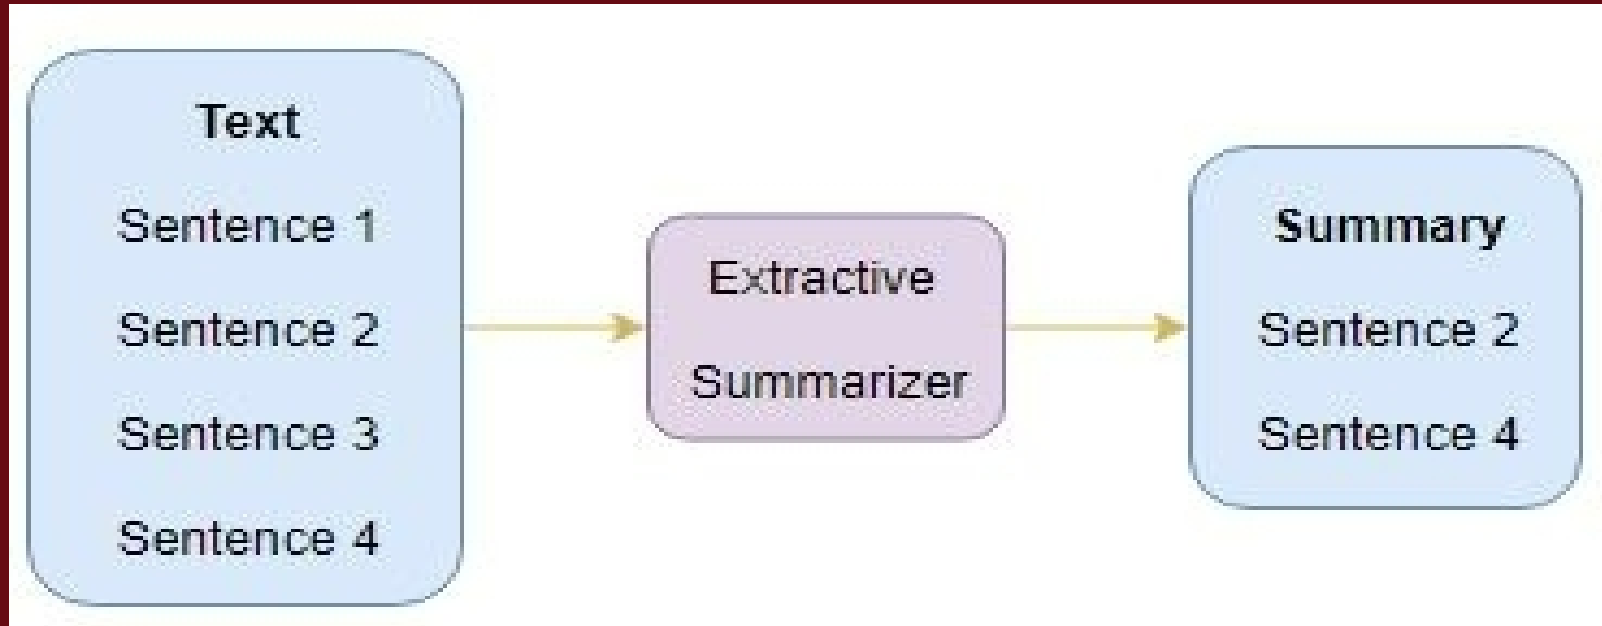 Text
Sentence 1
Sentence 2
Sentence 3
Sentence 4
Extractive
Summarizer
Summary
Sentence 2
Sentence 4